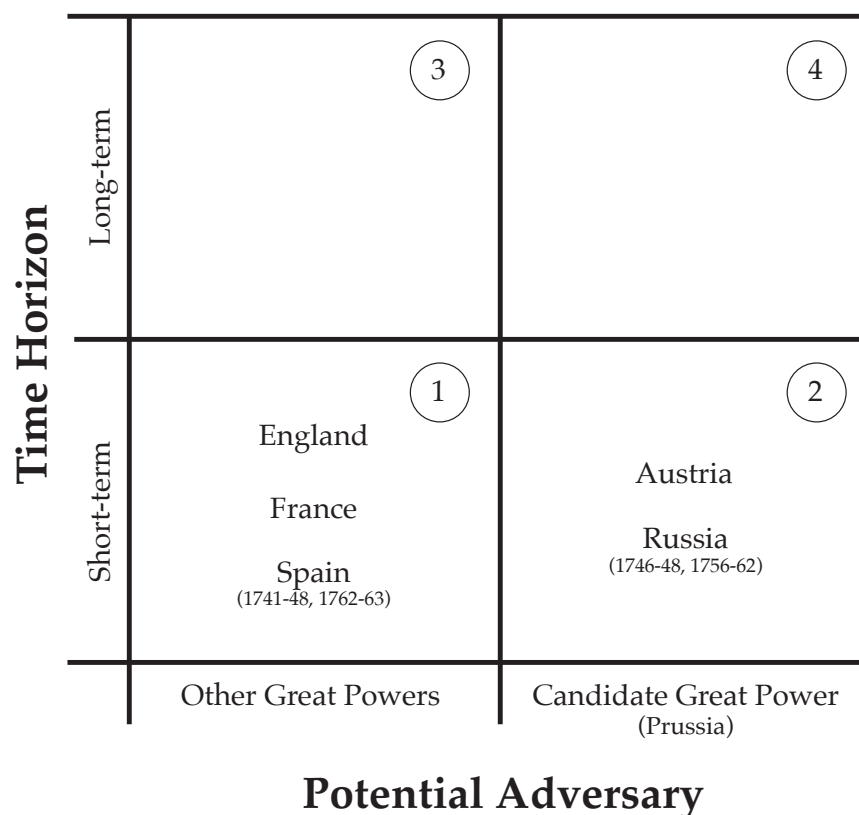 Time Horizon
Long-term
3
4
Short-term
1
England
France
Spain
(1741-48, 1762-63)
2
Austria
Russia
(1746-48, 1756-62)
Other Great Powers
Candidate Great Power
(Prussia)
Potential Adversary